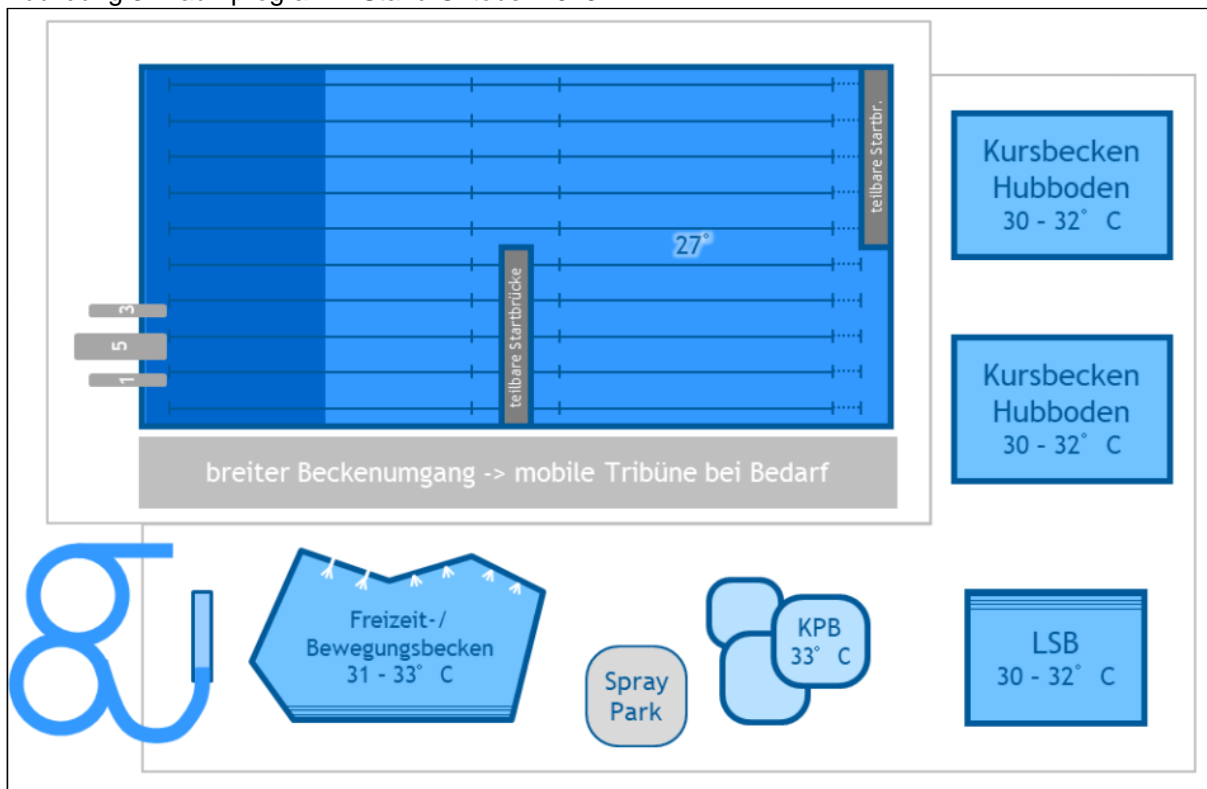 teilbare Startbr.
Kursbecken
Hubboden
30 – 32° C
27°
teilbare Startbrücke
3
5
1
Kursbecken
Hubboden
30 – 32° C
breiter Beckenumgang -> mobile Tribüne bei Bedarf
Freizeit-/
Bewegungsbecken
31 – 33° C
KPB
33° C
Spray
Park
LSB
30 – 32° C